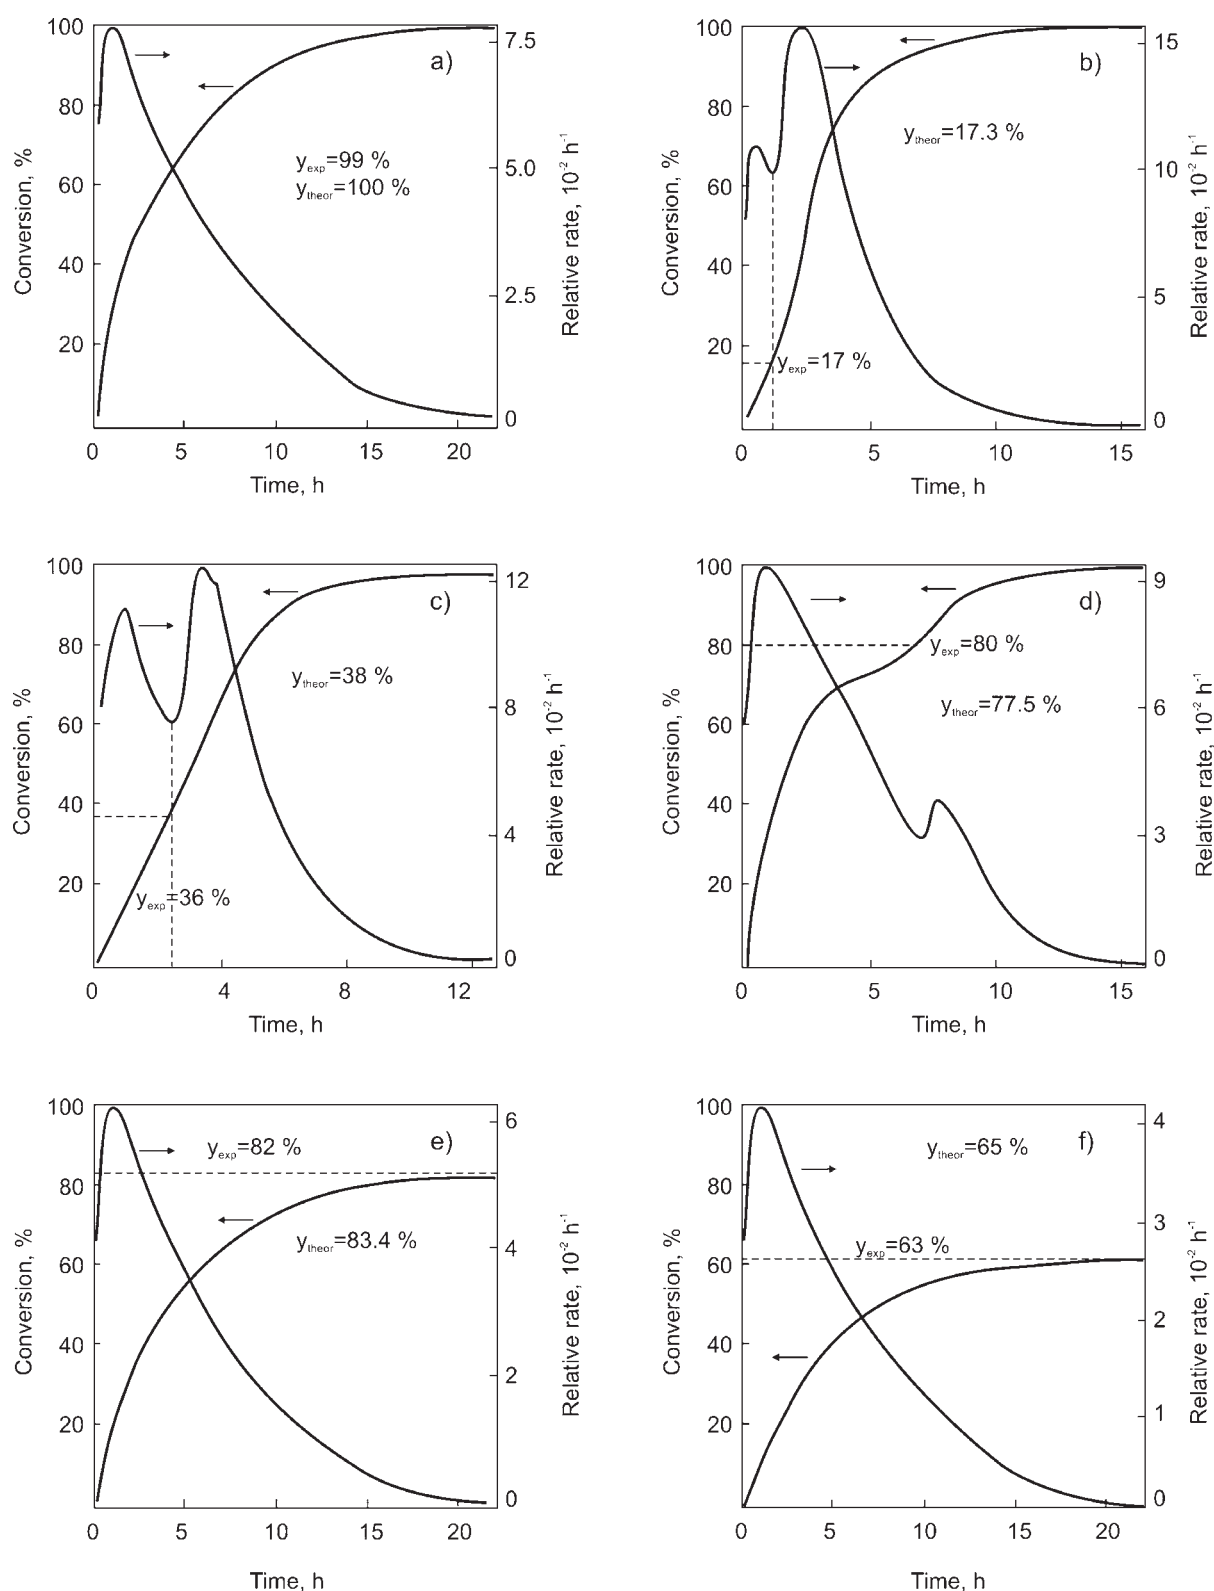 a)
100
80
60
40
20
Conversion, %
7.5
5.0
2.5
0
Relative rate, 10⁻² h⁻¹
y_exp=99 %
y_theor=100 %
0 5 10 15 20
Time, h
b)
100
80
60
40
20
Conversion, %
15
10
5
0
Relative rate, 10⁻² h⁻¹
y_theor=17.3 %
y_exp=17 %
0 5 10 15
Time, h
c)
100
80
60
40
20
Conversion, %
12
8
4
0
Relative rate, 10⁻² h⁻¹
y_theor=38 %
y_exp=36 %
0 4 8 12
Time, h
d)
100
80
60
40
20
Conversion, %
9
6
3
0
Relative rate, 10⁻² h⁻¹
y_exp=80 %
y_theor=77.5 %
0 5 10 15
Time, h
e)
100
80
60
40
20
Conversion, %
6
4
2
0
Relative rate, 10⁻² h⁻¹
y_exp=82 %
y_theor=83.4 %
0 5 10 15 20
Time, h
f)
100
80
60
40
20
Conversion, %
4
3
2
1
0
Relative rate, 10⁻² h⁻¹
y_theor=65 %
y_exp=63 %
0 5 10 15 20
Time, h